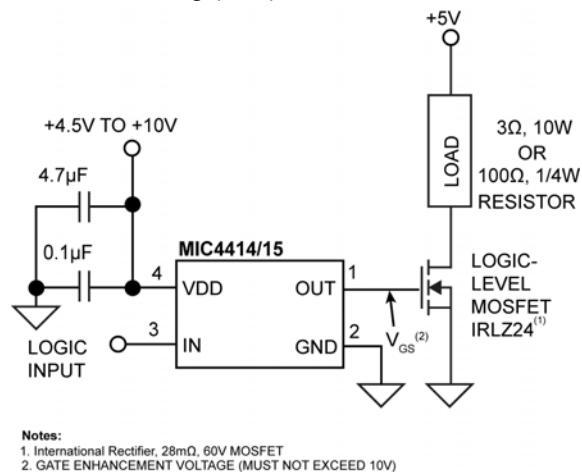 +5V
+4.5V TO +10V
4.7µF
0.1µF
3Ω, 10W
OR
100Ω, 1/4W
RESISTOR
LOAD
MIC4414/15
4
VDD
OUT
1
3
IN
GND
2
LOGIC
INPUT
VGS(2)
LOGIC-
LEVEL
MOSFET
IRLZ24(1)
Notes:
1. International Rectifier, 28mΩ, 60V MOSFET
2. GATE ENHANCEMENT VOLTAGE (MUST NOT EXCEED 10V)